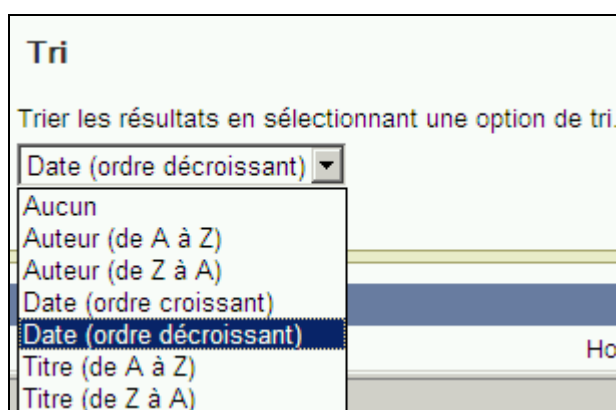 Tri
Trier les résultats en sélectionnant une option de tri.
Date (ordre décroissant)
Aucun
Auteur (de A à Z)
Auteur (de Z à A)
Date (ordre croissant)
Date (ordre décroissant)
Titre (de A à Z)
Titre (de Z à A)